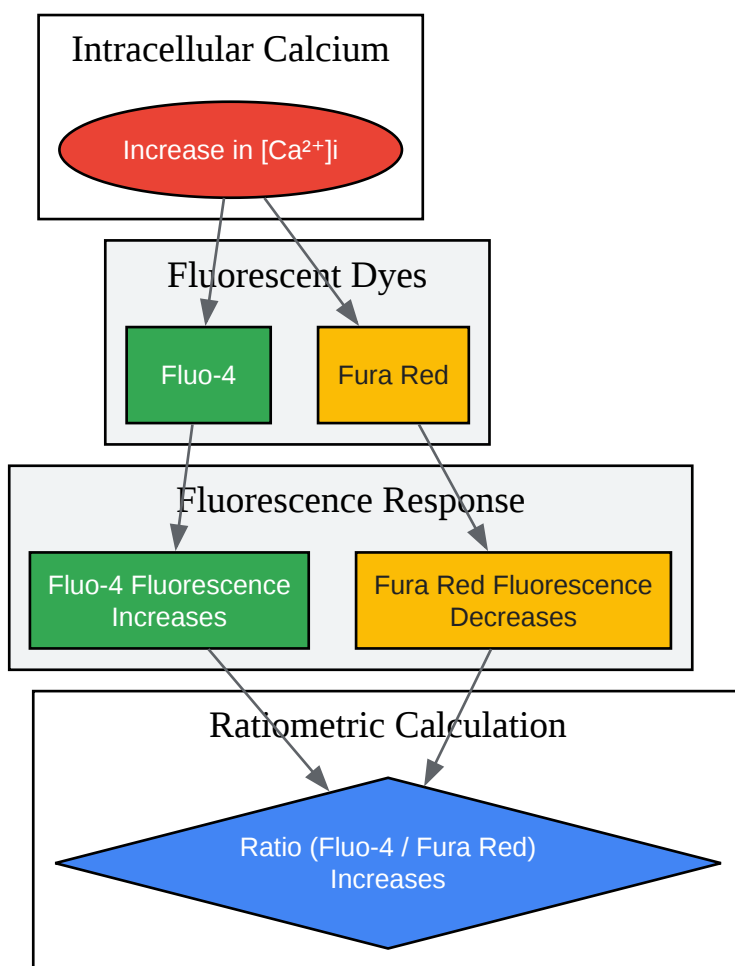 Intracellular Calcium
Increase in [Ca²⁺]i
Fluorescent Dyes
Fluo-4
Fura Red
Fluorescence Response
Fluo-4 Fluorescence
Increases
Fura Red Fluorescence
Decreases
Ratiometric Calculation
Ratio (Fluo-4 / Fura Red)
Increases